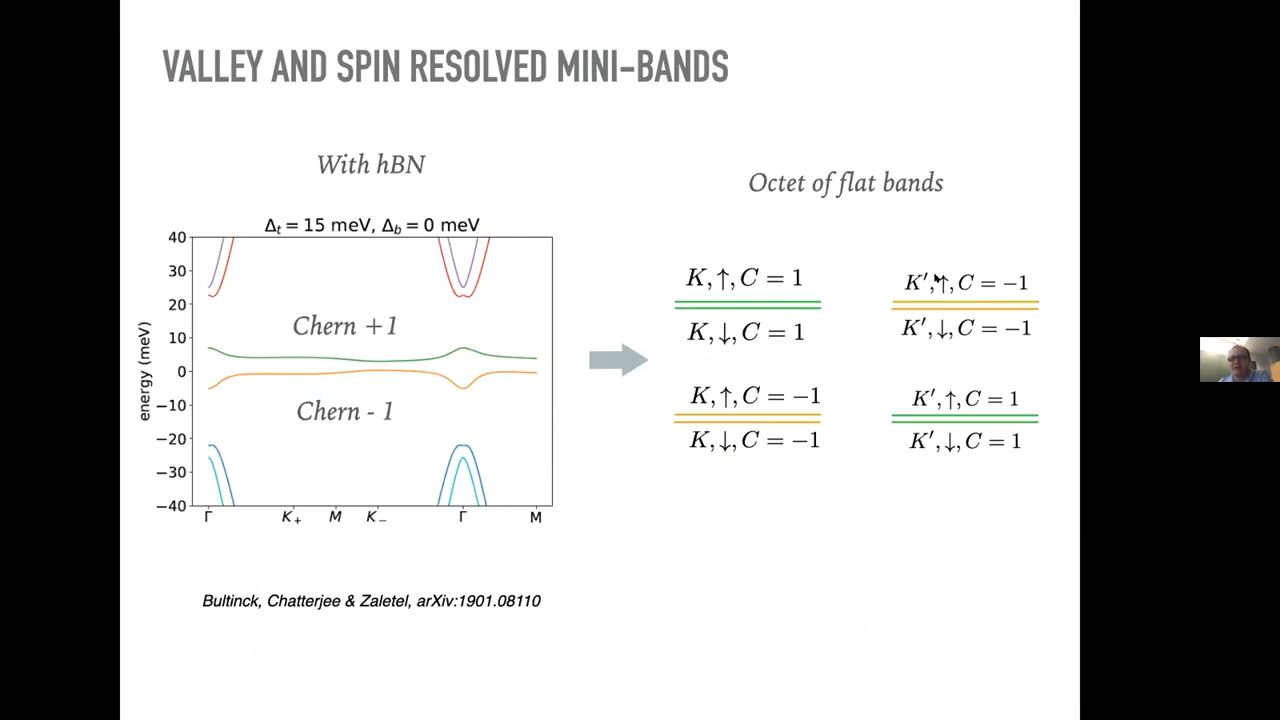 VALLEY AND SPIN RESOLVED MINI-BANDS
With hBN
Δt = 15 meV, Δb = 0 meV
energy (meV)
40
30
20
10
0
−10
−20
−30
−40
Chern +1
Chern - 1
Γ K+ M K− Γ M
Bultinck, Chatterjee & Zaletel, arXiv:1901.08110
Octet of flat bands
K, ↑, C = 1
K, ↓, C = 1
K, ↑, C = −1
K, ↓, C = −1
K′, ↑, C = −1
K′, ↓, C = −1
K′, ↑, C = 1
K′, ↓, C = 1